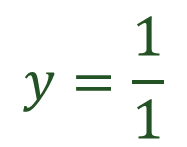 y = 1/1